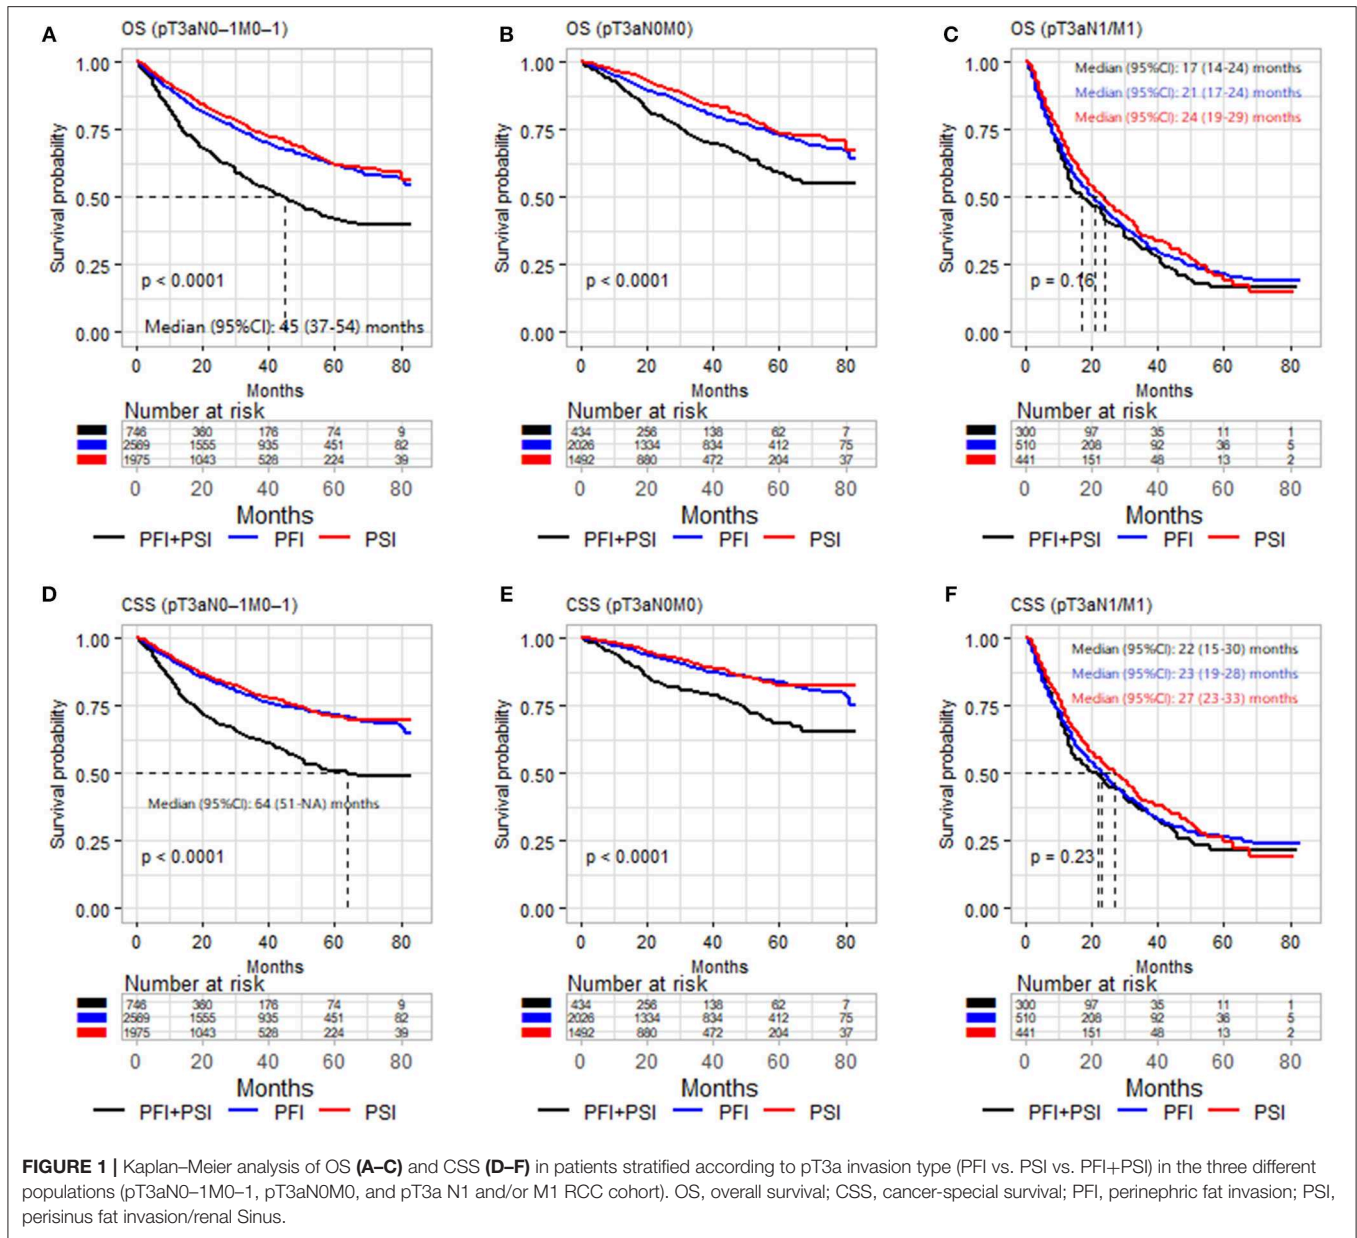 A
OS (pT3aN0–1M0–1)
Survival probability
1.00
0.75
0.50
0.25
0.00
p < 0.0001
Median (95%CI): 45 (37-54) months
0 20 40 60 80
Months
Number at risk
746 360 176 74 9
2569 1555 935 451 82
1975 1043 528 224 39
0 20 40 60 80
Months
PFI+PSI PFI PSI
B
OS (pT3aN0M0)
Survival probability
1.00
0.75
0.50
0.25
0.00
p < 0.0001
0 20 40 60 80
Months
Number at risk
434 256 138 62 7
2026 1334 834 412 75
1492 880 472 204 37
0 20 40 60 80
Months
PFI+PSI PFI PSI
C
OS (pT3aN1/M1)
Survival probability
1.00
0.75
0.50
0.25
0.00
Median (95%CI): 17 (14-24) months
Median (95%CI): 21 (17-24) months
Median (95%CI): 24 (19-29) months
p = 0.16
0 20 40 60 80
Months
Number at risk
300 97 35 11 1
510 208 92 36 5
441 151 48 13 2
0 20 40 60 80
Months
PFI+PSI PFI PSI
D
CSS (pT3aN0–1M0–1)
Survival probability
1.00
0.75
0.50
0.25
0.00
Median (95%CI): 64 (51-NA) months
p < 0.0001
0 20 40 60 80
Months
Number at risk
746 360 176 74 9
2569 1555 935 451 82
1975 1043 528 224 39
0 20 40 60 80
Months
PFI+PSI PFI PSI
E
CSS (pT3aN0M0)
Survival probability
1.00
0.75
0.50
0.25
0.00
p < 0.0001
0 20 40 60 80
Months
Number at risk
434 256 138 62 7
2026 1334 834 412 75
1492 880 472 204 37
0 20 40 60 80
Months
PFI+PSI PFI PSI
F
CSS (pT3aN1/M1)
Survival probability
1.00
0.75
0.50
0.25
0.00
Median (95%CI): 22 (15-30) months
Median (95%CI): 23 (19-28) months
Median (95%CI): 27 (23-33) months
p = 0.23
0 20 40 60 80
Months
Number at risk
300 97 35 11 1
510 208 92 36 5
441 151 48 13 2
0 20 40 60 80
Months
PFI+PSI PFI PSI
FIGURE 1 | Kaplan–Meier analysis of OS (A–C) and CSS (D–F) in patients stratified according to pT3a invasion type (PFI vs. PSI vs. PFI+PSI) in the three different
populations (pT3aN0–1M0–1, pT3aN0M0, and pT3a N1 and/or M1 RCC cohort). OS, overall survival; CSS, cancer-special survival; PFI, perinephric fat invasion; PSI,
perisinus fat invasion/renal Sinus.